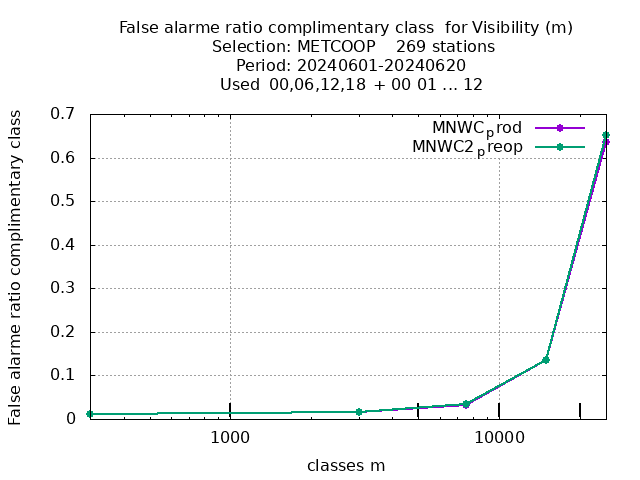 False alarme ratio complimentary class  for Visibility (m)
Selection: METCOOP    269 stations
Period: 20240601-20240620
Used  00,06,12,18  + 00 01 ... 12
False alarme ratio complimentary class
0.7
0.6
0.5
0.4
0.3
0.2
0.1
0
MNWCprod
MNWC2preop
1000
10000
classes m